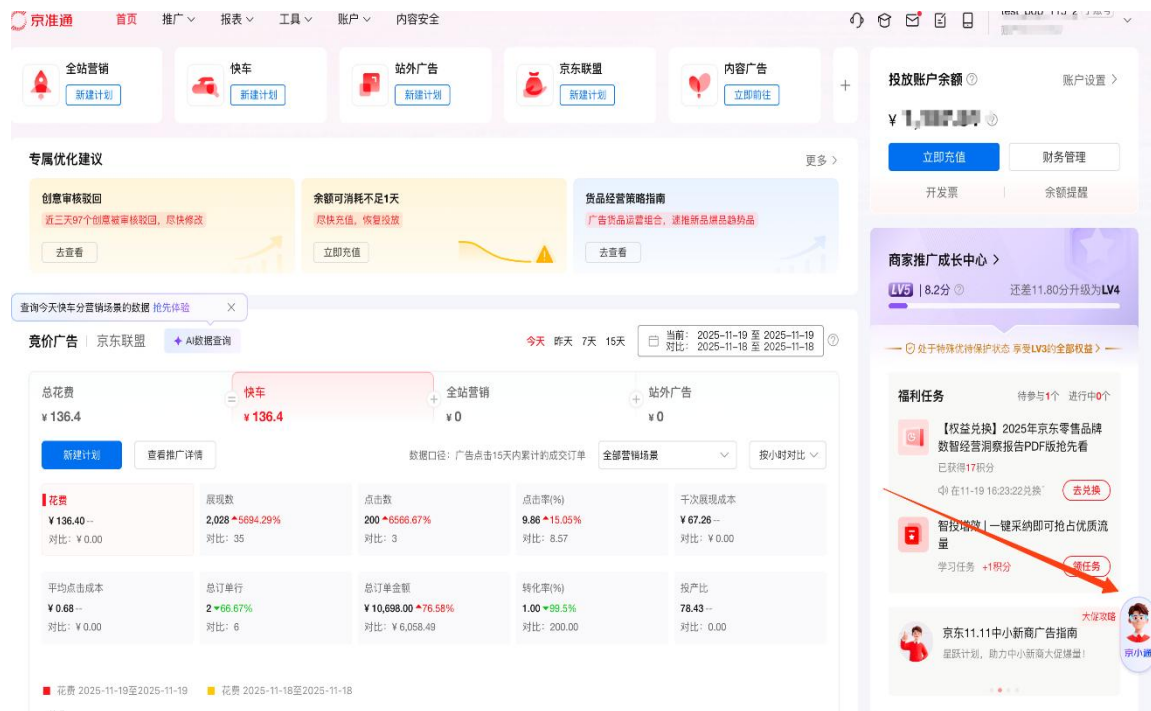 京准通
首页
推广
报表
工具
账户
内容安全
全站营销
新建计划
快车
新建计划
站外广告
新建计划
京东联盟
新建计划
内容广告
立即前往
投放账户余额
账户设置 >
¥
立即充值
财务管理
开发票
余额提醒
专属优化建议
更多 >
创意审核驳回
近三天97个创意被审核驳回，尽快修改
去查看
余额可消耗不足1天
尽快充值，恢复投放
立即充值
货品经营策略指南
广告货品运营组合，速推新品爆品趋势品
去查看
商家推广成长中心 >
LV5 | 8.2分
还差11.80分升级为LV4
处于特殊优待保护状态 享受LV3的全部权益 >
查询今天快车分营销场景的数据 抢先体验
竞价广告
京东联盟
AI数据查询
今天 昨天 7天 15天
当前： 2025-11-19 至 2025-11-19
对比： 2025-11-18 至 2025-11-18
总花费
¥ 136.4
=
快车
¥ 136.4
+
全站营销
¥ 0
+
站外广告
¥ 0
新建计划
查看推广详情
数据口径：广告点击15天内累计的成交订单
全部营销场景
按小时对比
花费
¥ 136.40 --
对比：¥ 0.00
展现数
2,028 5694.29%
对比：35
点击数
200 6566.67%
对比：3
点击率(%)
9.86 15.05%
对比：8.57
千次展现成本
¥ 67.26 --
对比：¥ 0.00
平均点击成本
¥ 0.68 --
对比：¥ 0.00
总订单行
2 66.67%
对比：6
总订单金额
¥ 10,698.00 76.58%
对比：¥ 6,058.49
转化率(%)
1.00 99.5%
对比：200.00
投产比
78.43 --
对比：0.00
花费 2025-11-19至2025-11-19
花费 2025-11-18至2025-11-18
福利任务
待参与1个 进行中0个
【权益兑换】2025年京东零售品牌
数智经营洞察报告PDF版抢先看
已获得17积分
在11-19 16:23:22兑换
去兑换
智投增效 | 一键采纳即可抢占优质流
量
学习任务 +1积分
领任务
大促攻略
京东11.11中小新商广告指南
星跃计划，助力中小新商大促爆量！
京小通